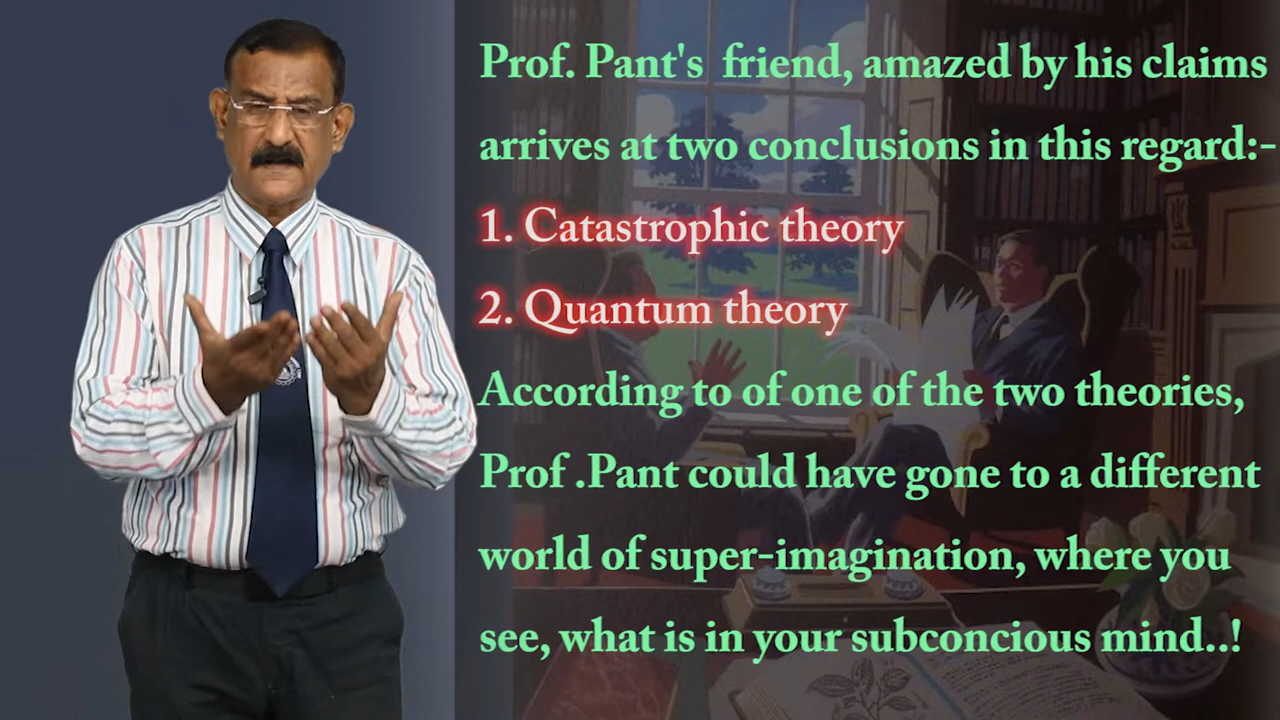 Prof. Pant's friend, amazed by his claims
arrives at two conclusions in this regard:-
1. Catastrophic theory
2. Quantum theory
According to of one of the two theories,
Prof .Pant could have gone to a different
world of super-imagination, where you
see, what is in your subconcious mind..!